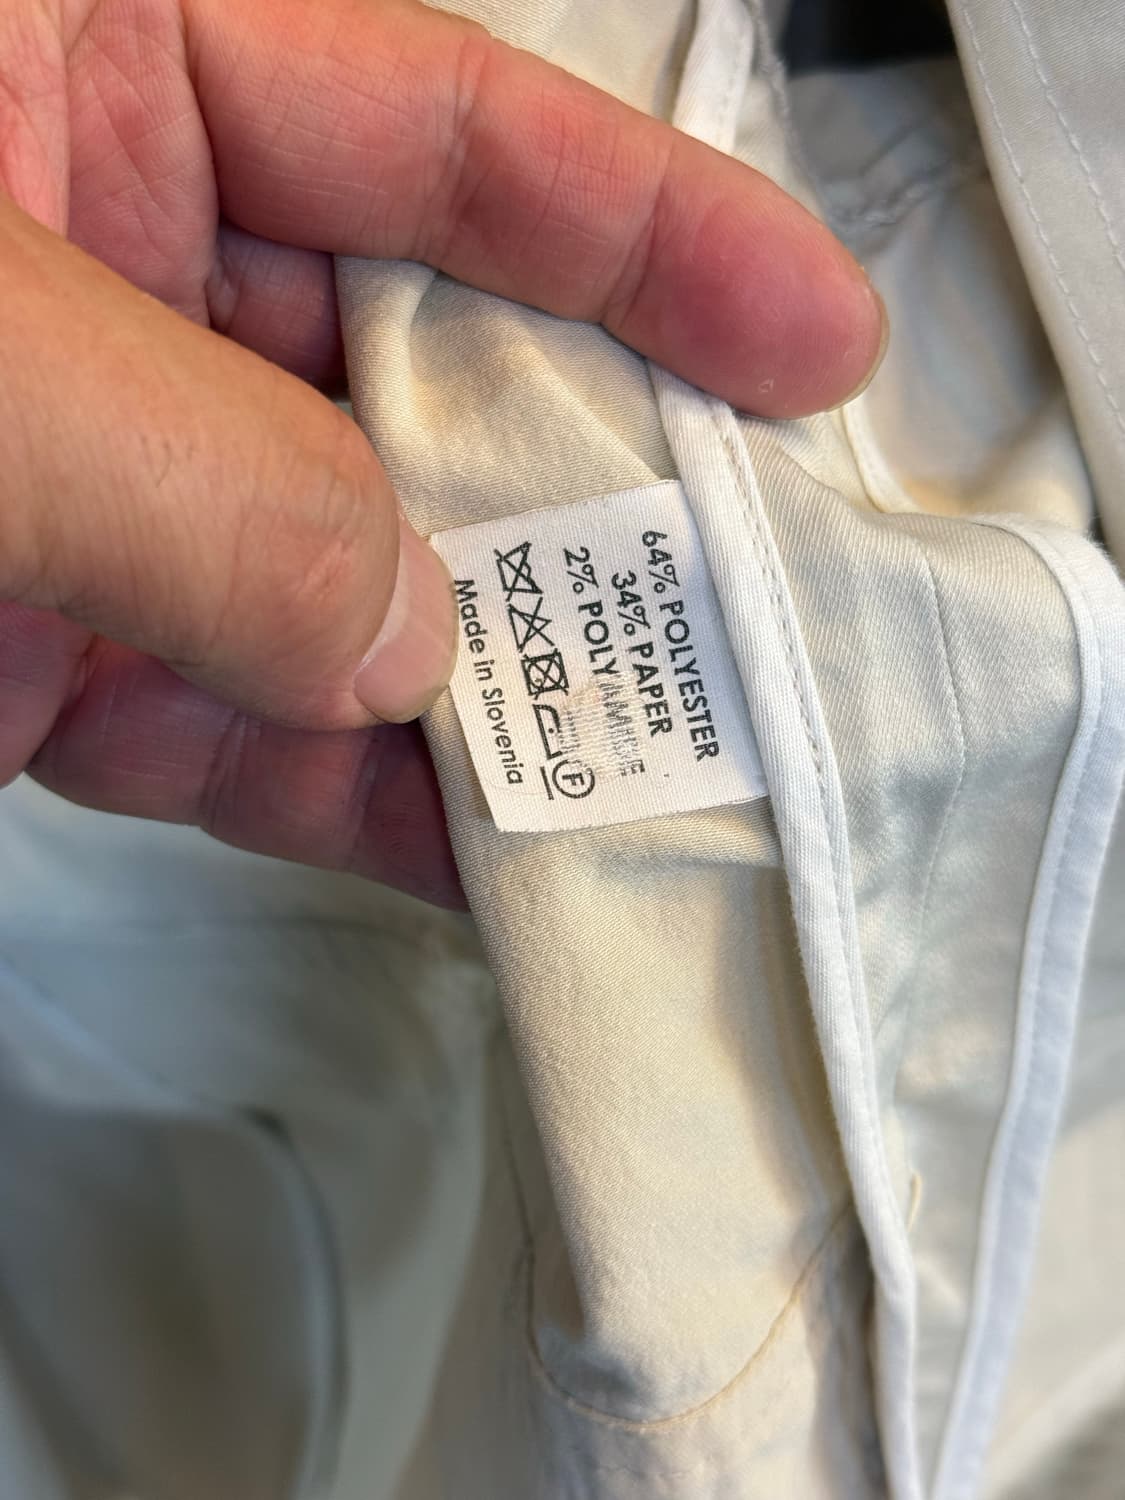 64% POLYESTER
34% PAPER
2% POLYAMIDE
F
Made in Slovenia